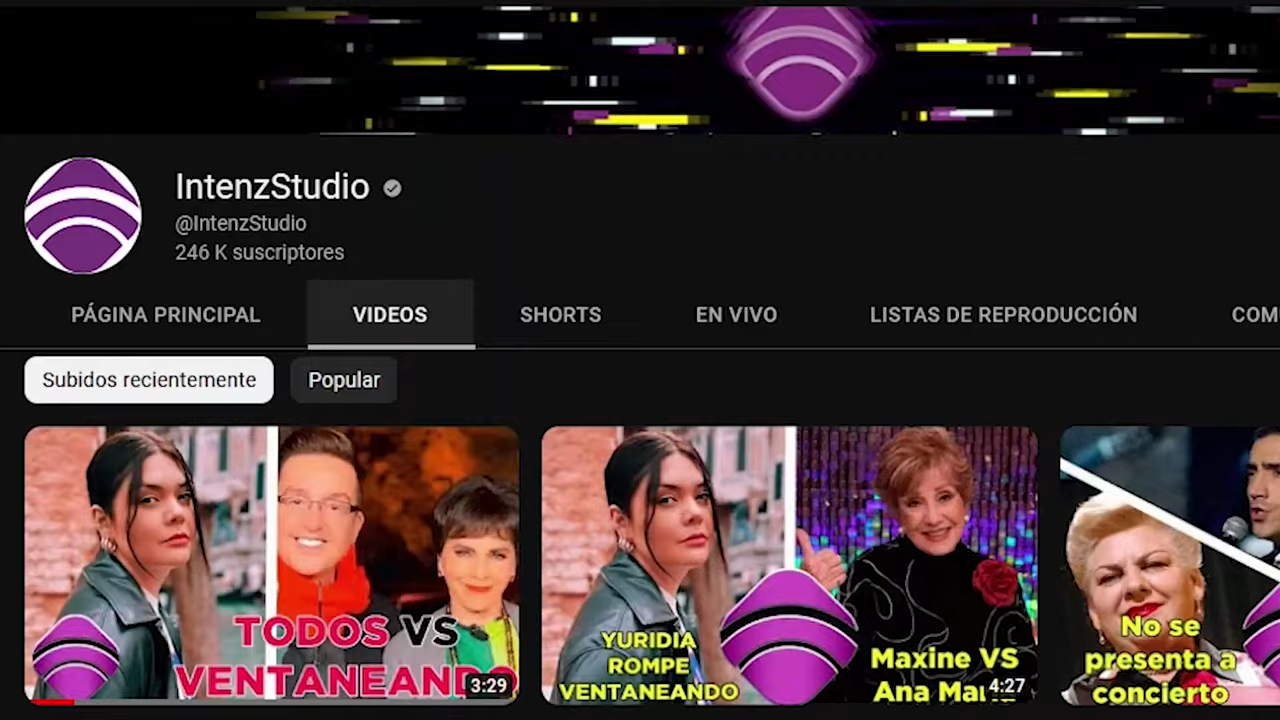 IntenzStudio
@IntenzStudio
246 K suscriptores
PÁGINA PRINCIPAL
VIDEOS
SHORTS
EN VIVO
LISTAS DE REPRODUCCIÓN
COM
Subidos recientemente
Popular
TODOS VS
VENTANEAND
3:29
YURIDIA
ROMPE
VENTANEANDO
Maxine VS
Ana
4:27
No se
presenta a
concierto